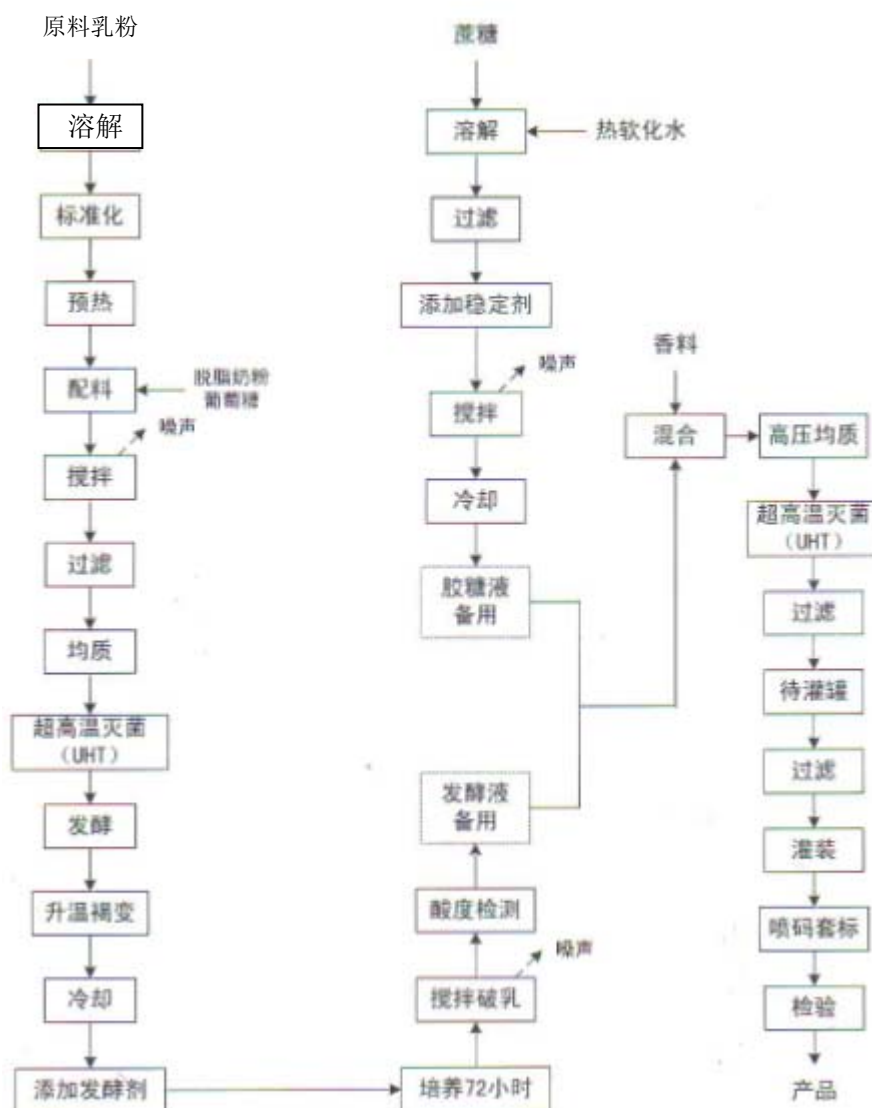 原料乳粉
溶解
标准化
预热
配料
脱脂奶粉
葡萄糖
搅拌
噪声
过滤
均质
超高温灭菌
(UHT)
发酵
升温褐变
冷却
添加发酵剂
蔗糖
溶解
热软化水
过滤
添加稳定剂
搅拌
噪声
冷却
胶糖液
备用
发酵液
备用
酸度检测
搅拌破乳
噪声
培养72小时
香料
混合
高压均质
超高温灭菌
(UHT)
过滤
待灌罐
过滤
灌装
喷码套标
检验
产品